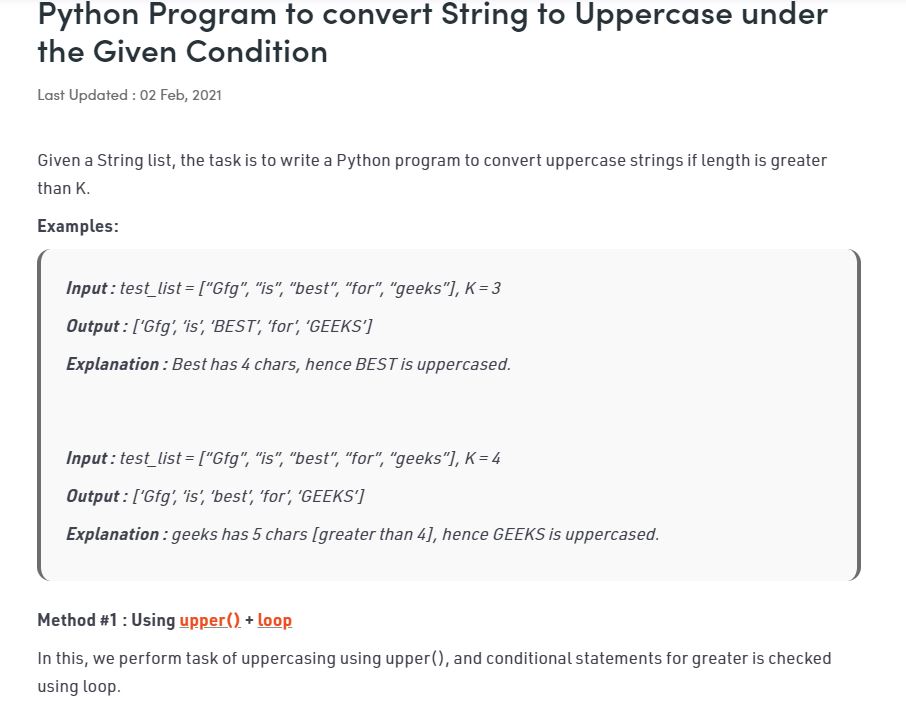 Python Program to convert String to Uppercase under
the Given Condition
Last Updated : 02 Feb, 2021
Given a String list, the task is to write a Python program to convert uppercase strings if length is greater
than K.
Examples:
Input : test_list = [“Gfg”, “is”, “best”, “for”, “geeks”], K = 3
Output : [‘Gfg’, ‘is’, ‘BEST’, ‘for’, ‘GEEKS’]
Explanation : Best has 4 chars, hence BEST is uppercased.
Input : test_list = [“Gfg”, “is”, “best”, “for”, “geeks”], K = 4
Output : [‘Gfg’, ‘is’, ‘best’, ‘for’, ‘GEEKS’]
Explanation : geeks has 5 chars [greater than 4], hence GEEKS is uppercased.
Method #1 : Using upper() + loop
In this, we perform task of uppercasing using upper(), and conditional statements for greater is checked
using loop.